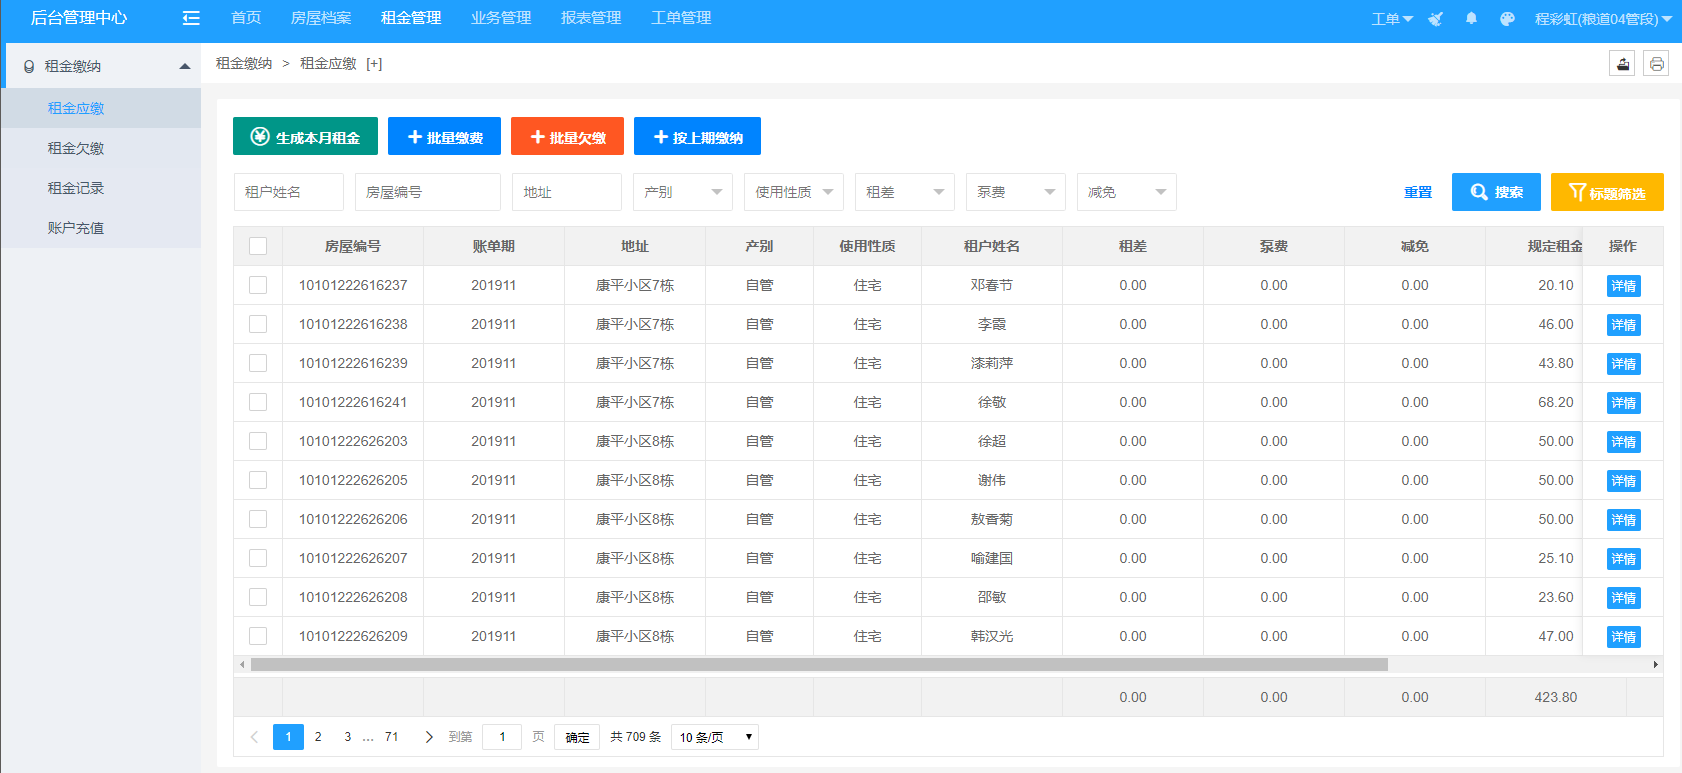 后台管理中心 首页 房屋档案 租金管理 业务管理 报表管理 工单管理 工单 程彩虹(粮道04管段)
租金缴纳
租金应缴
租金欠缴
租金记录
账户充值
租金缴纳 > 租金应缴 [+]
生成本月租金 批量缴费 批量欠缴 按上期缴纳
租户姓名 房屋编号 地址 产别 使用性质 租差 泵费 减免 重置 搜索 标题筛选
房屋编号 账单期 地址 产别 使用性质 租户姓名 租差 泵费 减免 规定租金 操作
10101222616237 201911 康平小区7栋 自管 住宅 邓春节 0.00 0.00 0.00 20.10 详情
10101222616238 201911 康平小区7栋 自管 住宅 李霞 0.00 0.00 0.00 46.00 详情
10101222616239 201911 康平小区7栋 自管 住宅 漆莉萍 0.00 0.00 0.00 43.80 详情
10101222616241 201911 康平小区7栋 自管 住宅 徐敬 0.00 0.00 0.00 68.20 详情
10101222626203 201911 康平小区8栋 自管 住宅 徐超 0.00 0.00 0.00 50.00 详情
10101222626205 201911 康平小区8栋 自管 住宅 谢伟 0.00 0.00 0.00 50.00 详情
10101222626206 201911 康平小区8栋 自管 住宅 敖香菊 0.00 0.00 0.00 50.00 详情
10101222626207 201911 康平小区8栋 自管 住宅 喻建国 0.00 0.00 0.00 25.10 详情
10101222626208 201911 康平小区8栋 自管 住宅 邵敏 0.00 0.00 0.00 23.60 详情
10101222626209 201911 康平小区8栋 自管 住宅 韩汉光 0.00 0.00 0.00 47.00 详情
0.00 0.00 0.00 423.80
1 2 3 … 71 到第 1 页 确定 共 709 条 10 条/页